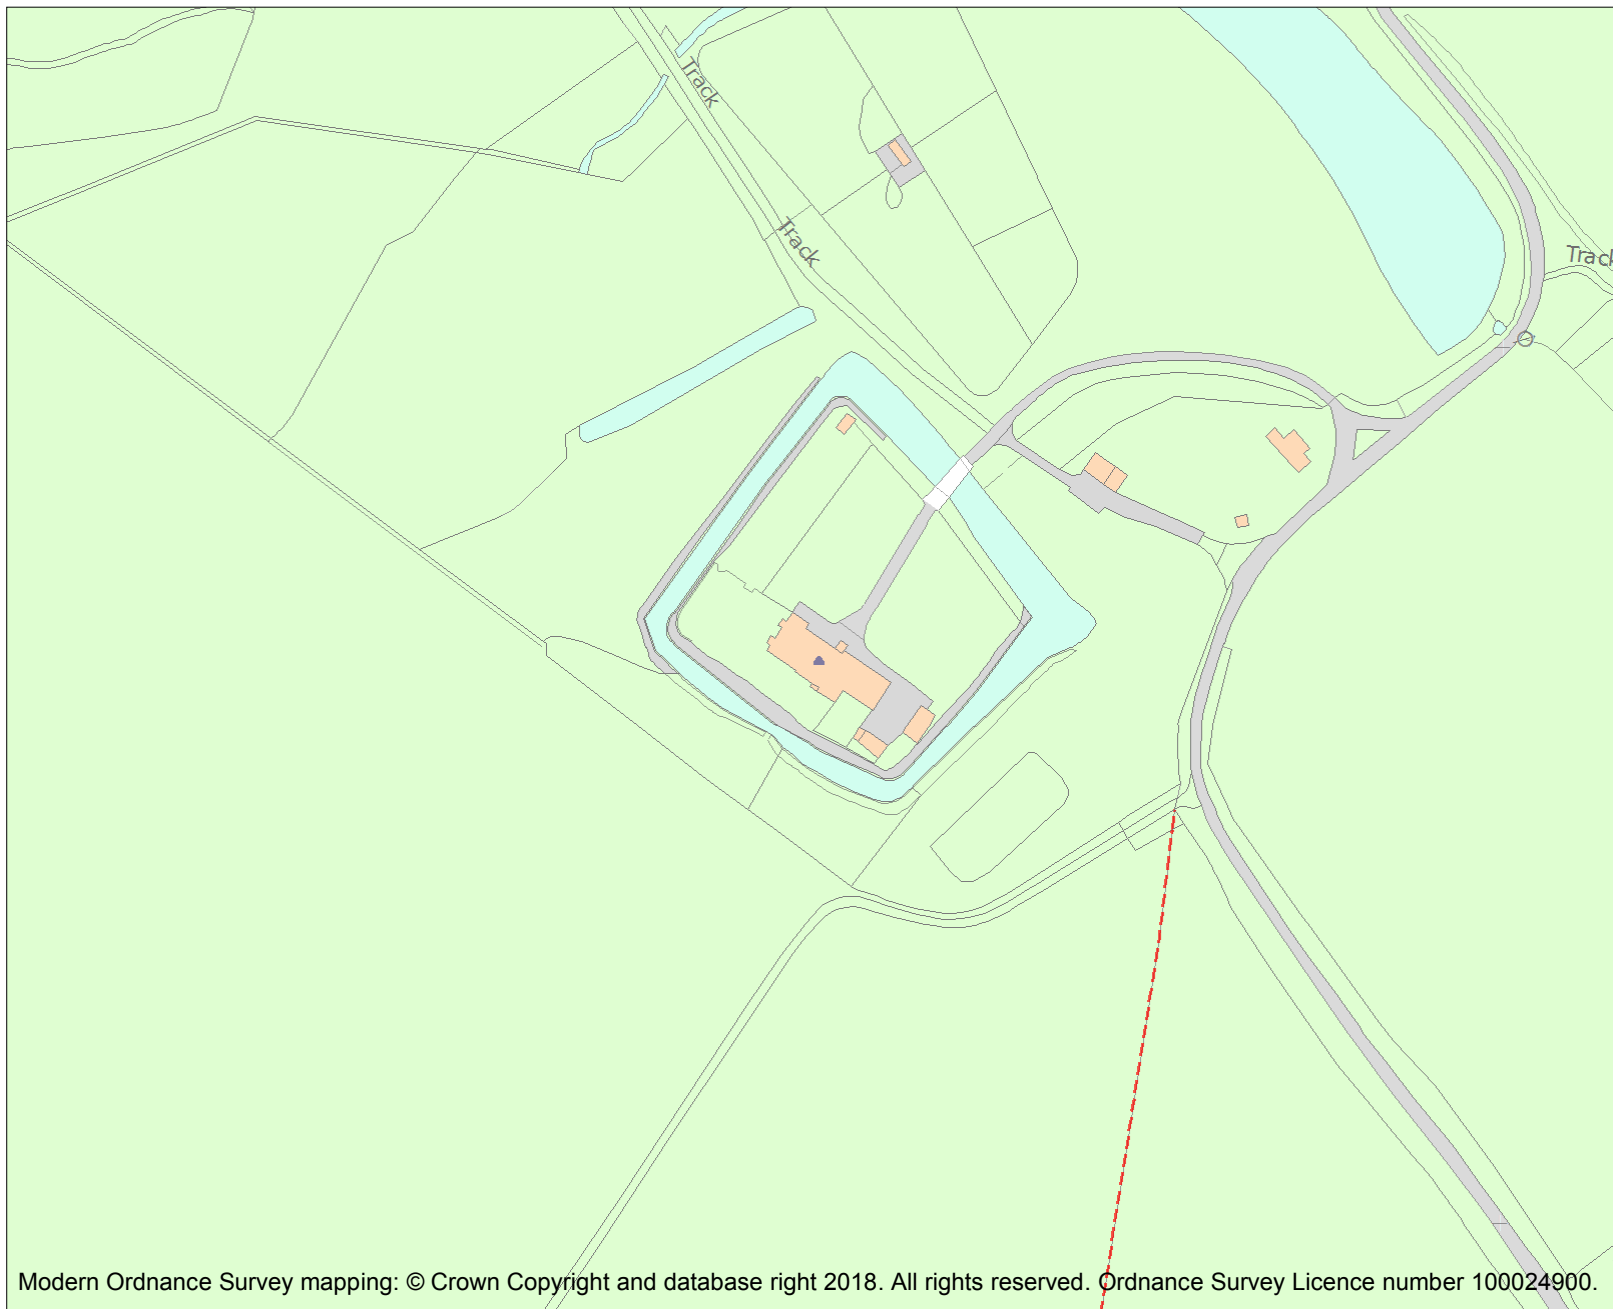 Track
Track
Track
Modern Ordnance Survey mapping: © Crown Copyright and database right 2018. All rights reserved. Ordnance Survey Licence number 100024900.